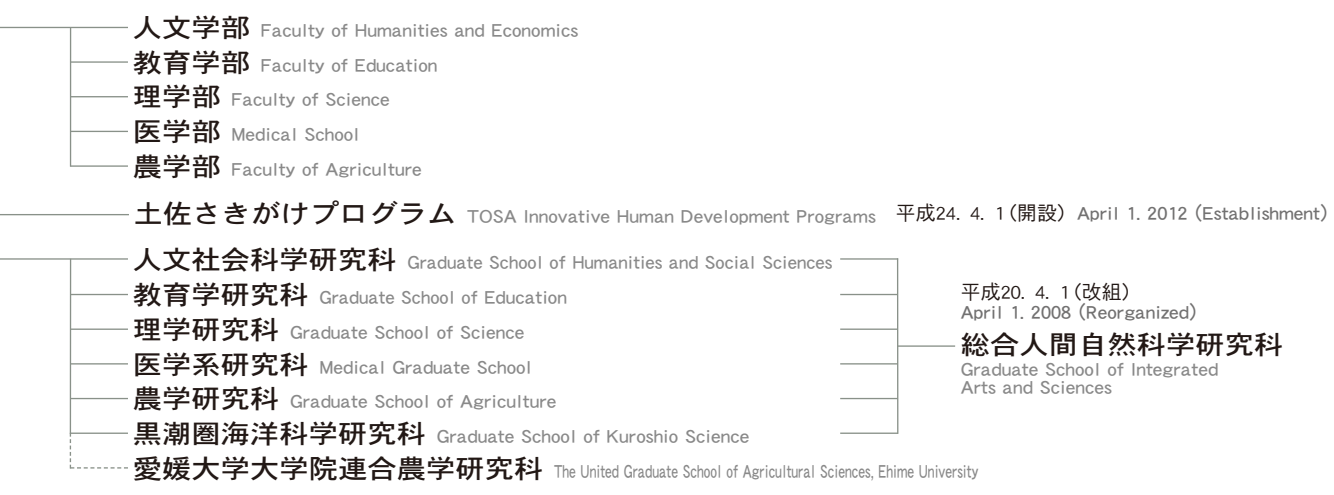 人文学部 Faculty of Humanities and Economics
教育学部 Faculty of Education
理学部 Faculty of Science
医学部 Medical School
農学部 Faculty of Agriculture
土佐さきがけプログラム TOSA Innovative Human Development Programs 平成24. 4. 1(開設) April 1. 2012 (Establishment)
人文社会科学研究科 Graduate School of Humanities and Social Sciences
教育学研究科 Graduate School of Education
理学研究科 Graduate School of Science
医学系研究科 Medical Graduate School
農学研究科 Graduate School of Agriculture
黒潮圏海洋科学研究科 Graduate School of Kuroshio Science
愛媛大学大学院連合農学研究科 The United Graduate School of Agricultural Sciences, Ehime University
平成20. 4. 1(改組)
April 1. 2008 (Reorganized)
総合人間自然科学研究科
Graduate School of Integrated
Arts and Sciences